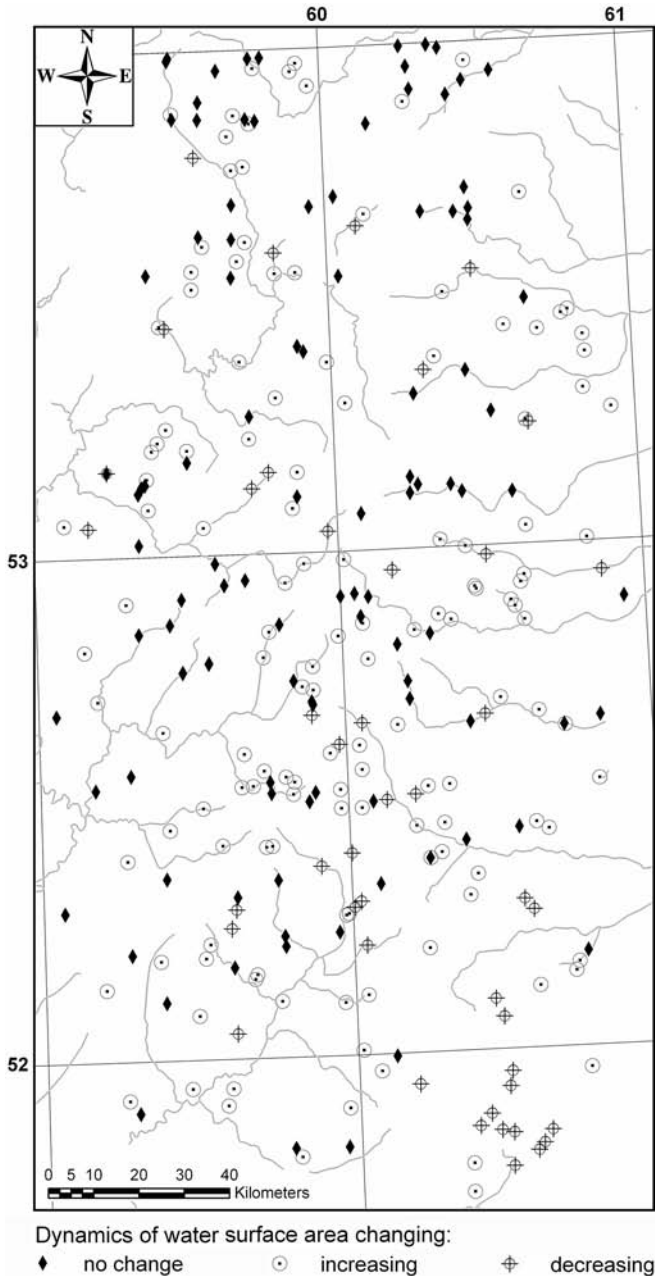 60 61
N
W E
S
53
52
0 5 10 20 30 40
Kilometers
Dynamics of water surface area changing:
no change increasing decreasing